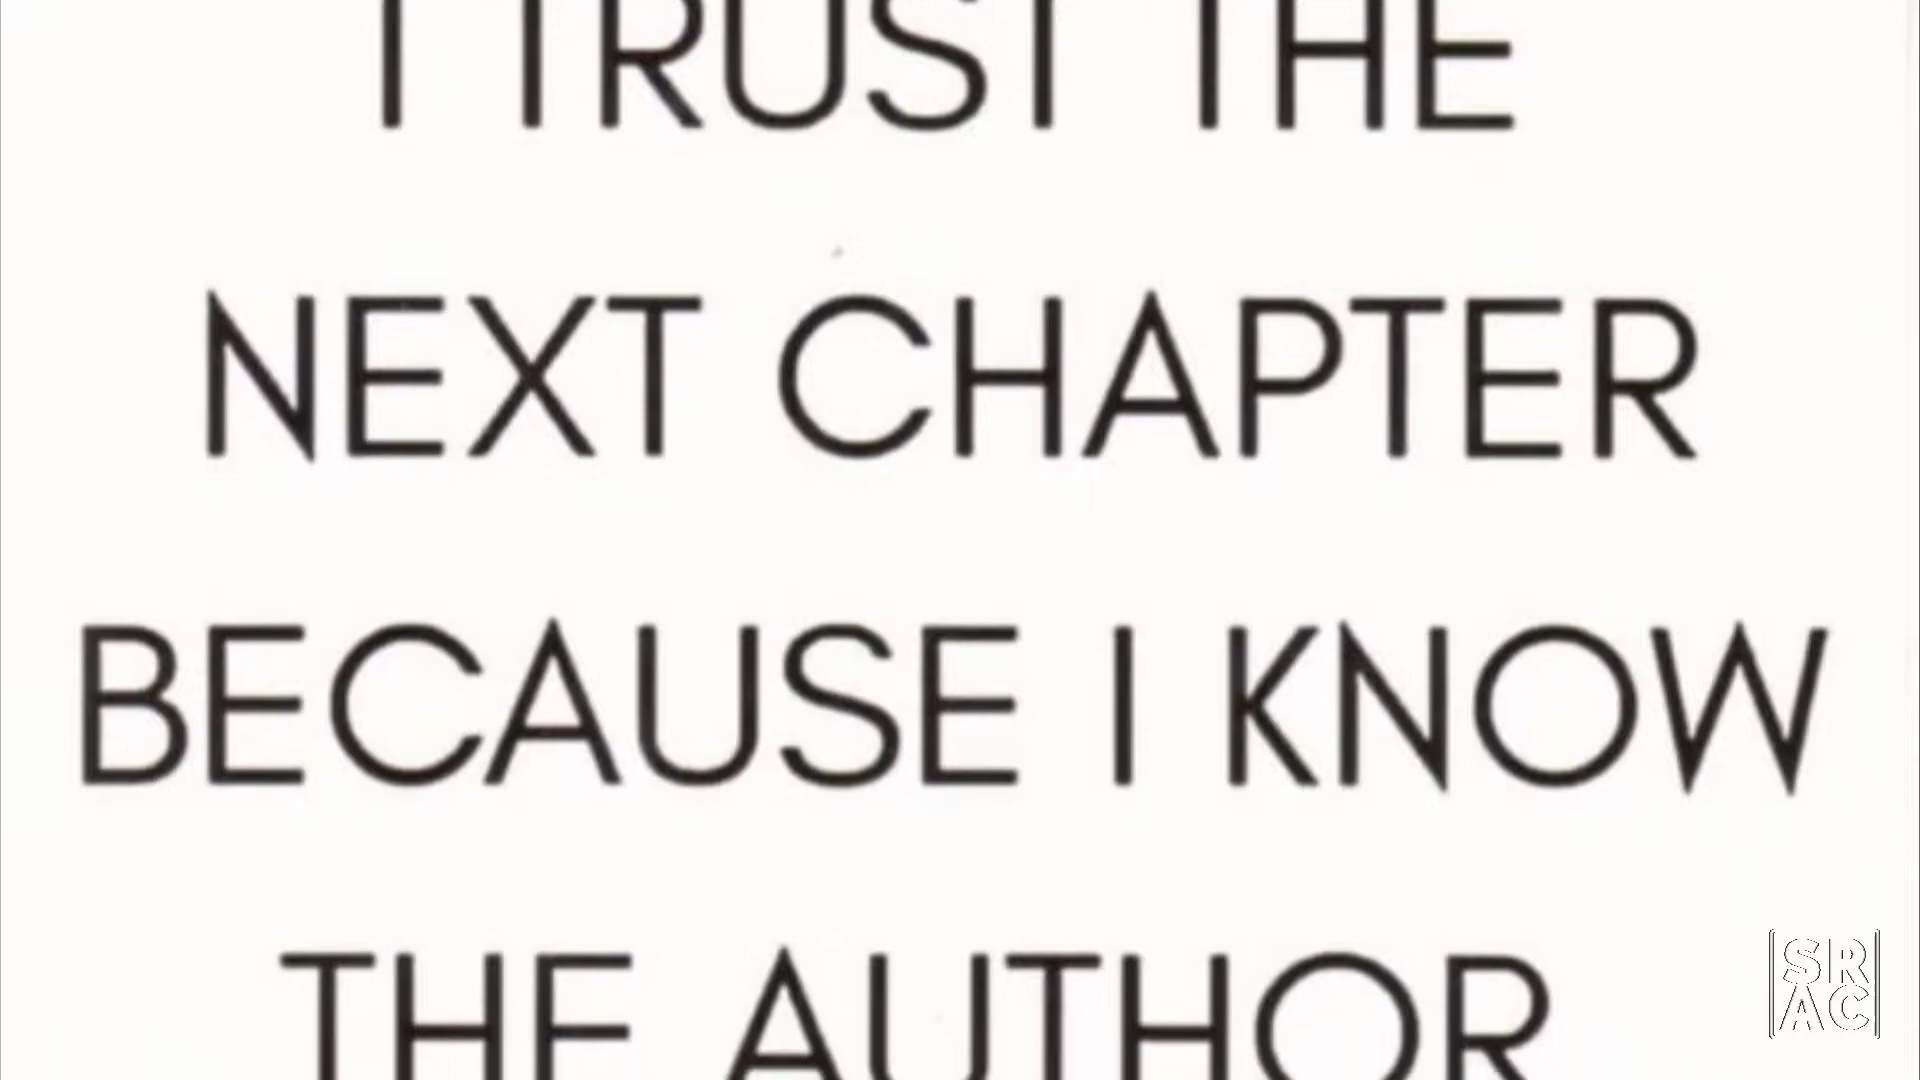 I TRUST THE
NEXT CHAPTER
BECAUSE I KNOW
THE AUTHOR
SR
AC